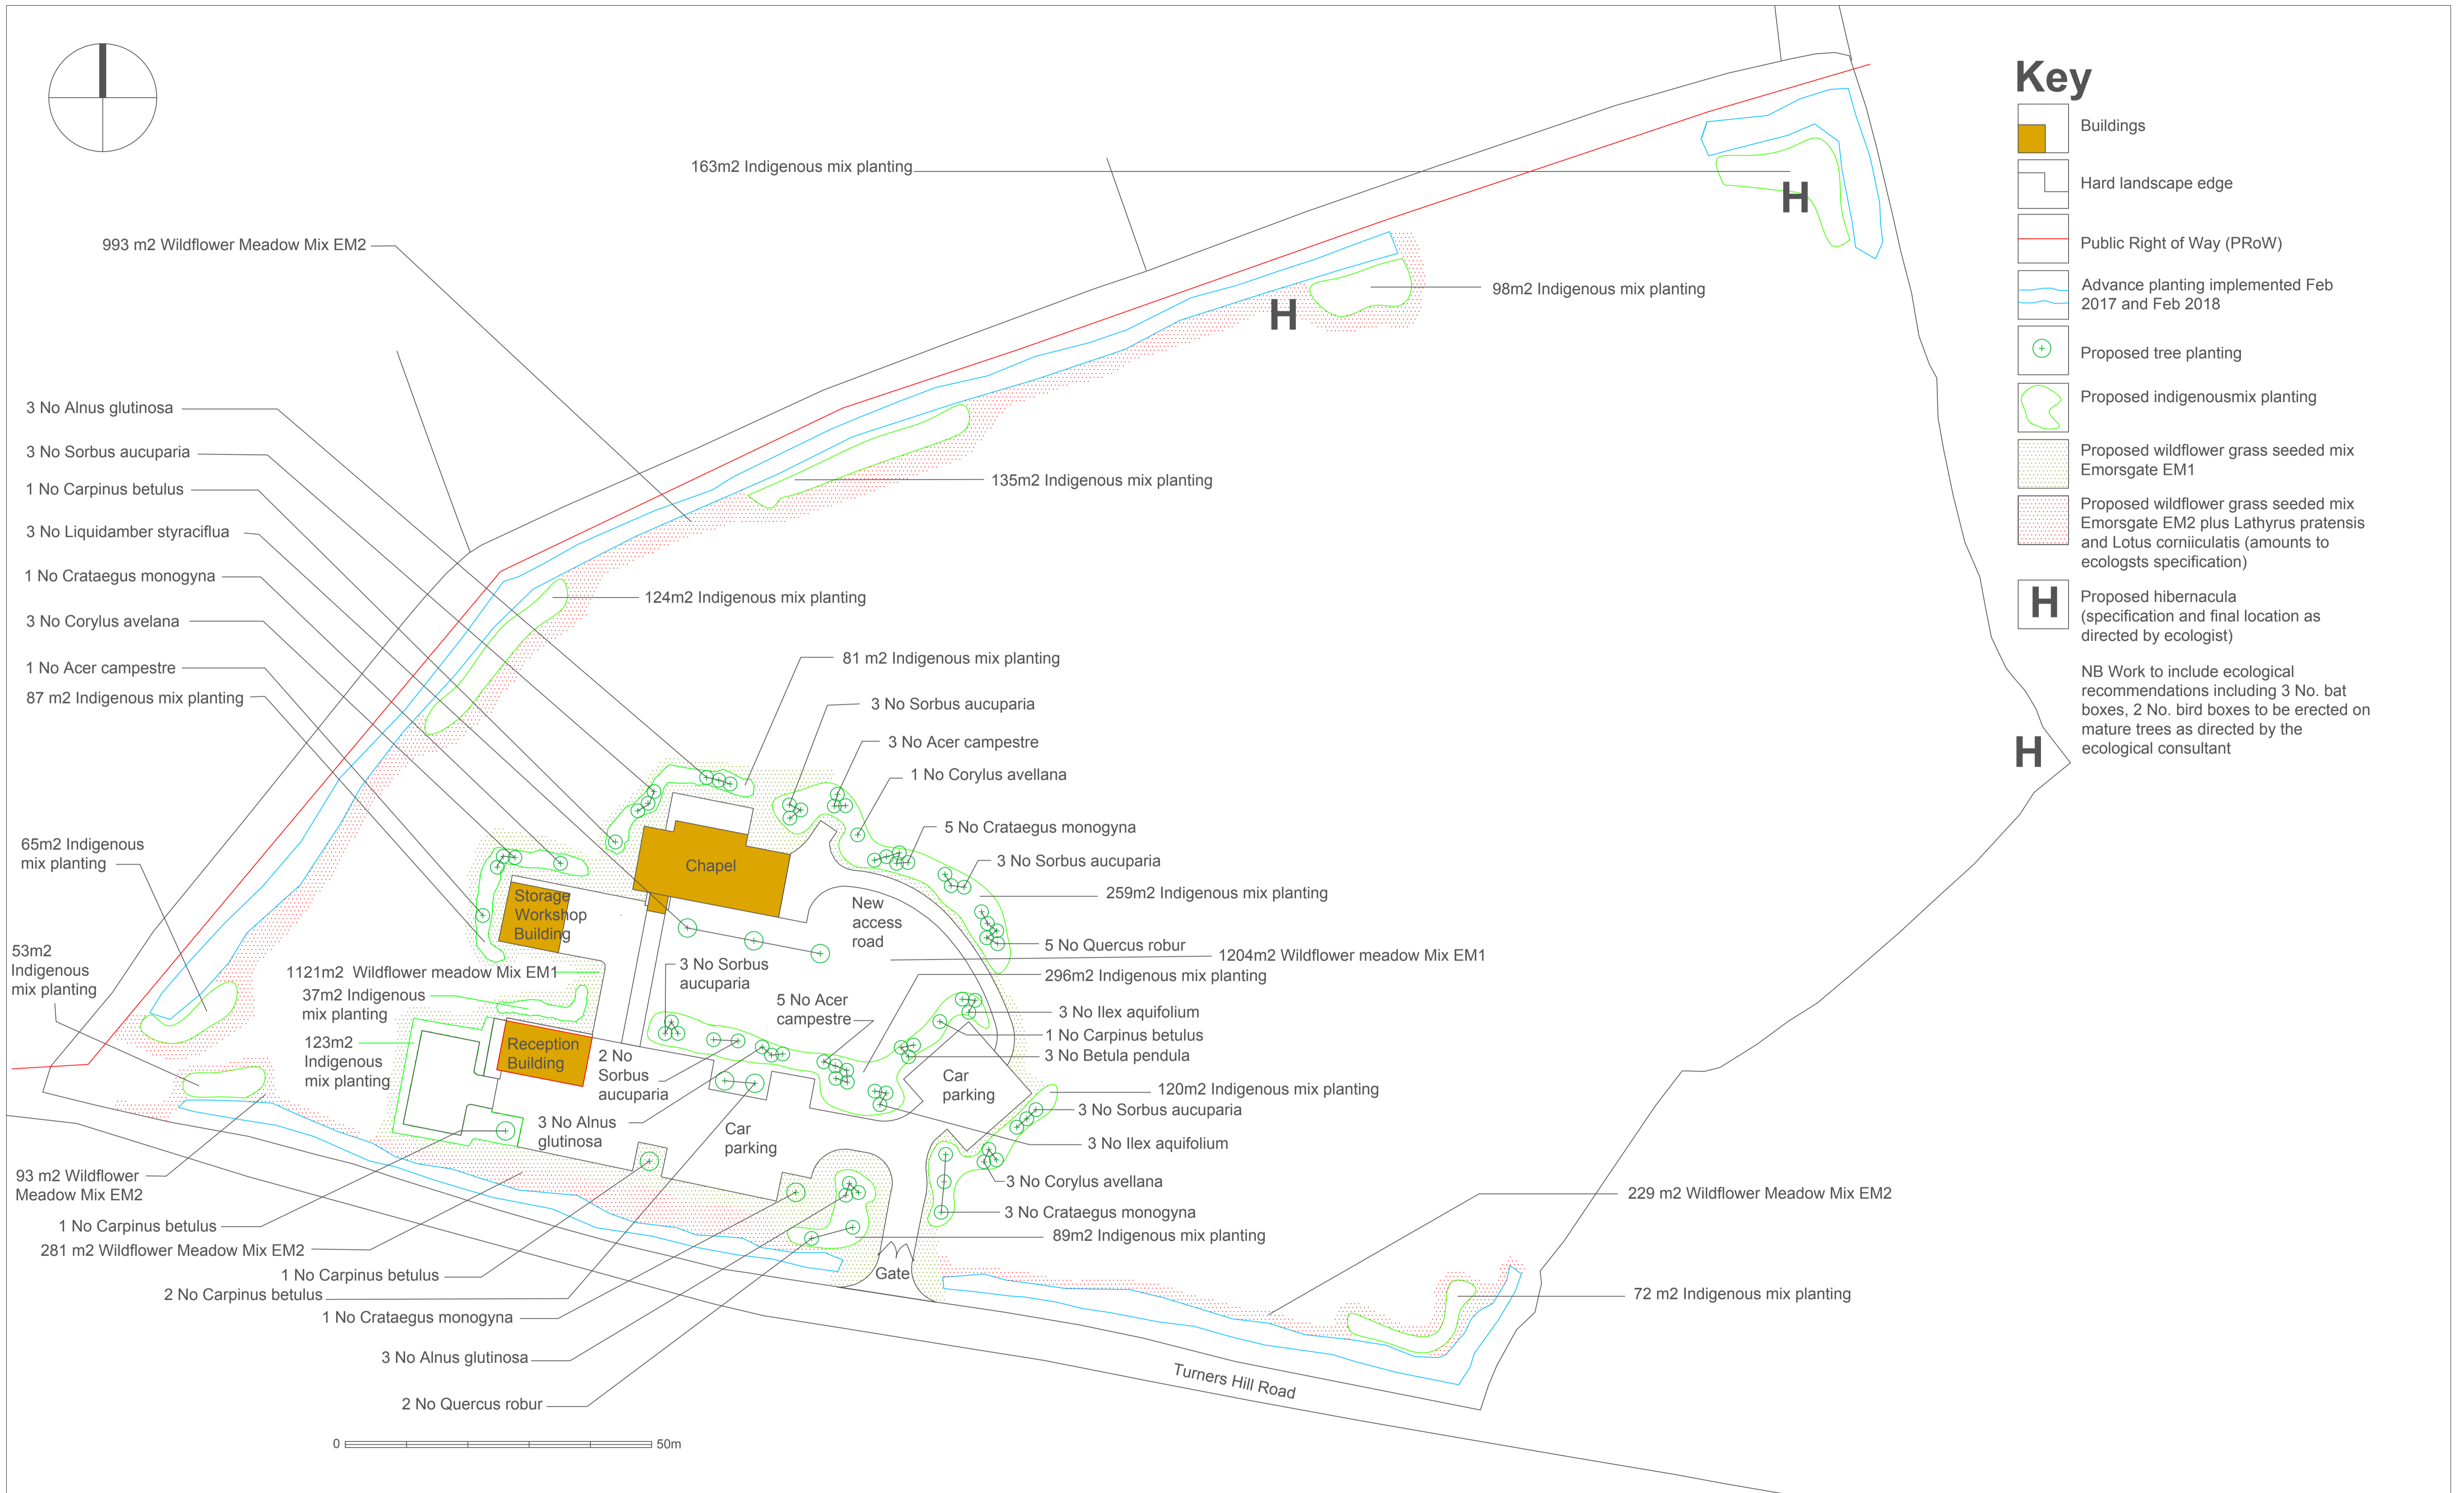 163m2 Indigenous mix planting
993 m2 Wildflower Meadow Mix EM2
98m2 Indigenous mix planting
3 No Alnus glutinosa
3 No Sorbus aucuparia
1 No Carpinus betulus
3 No Liquidamber styraciflua
1 No Crataegus monogyna
3 No Corylus avelana
1 No Acer campestre
87 m2 Indigenous mix planting
135m2 Indigenous mix planting
124m2 Indigenous mix planting
81 m2 Indigenous mix planting
3 No Sorbus aucuparia
3 No Acer campestre
1 No Corylus avellana
5 No Crataegus monogyna
3 No Sorbus aucuparia
259m2 Indigenous mix planting
5 No Quercus robur
1204m2 Wildflower meadow Mix EM1
296m2 Indigenous mix planting
3 No Ilex aquifolium
1 No Carpinus betulus
3 No Betula pendula
120m2 Indigenous mix planting
3 No Sorbus aucuparia
3 No Ilex aquifolium
3 No Corylus avellana
3 No Crataegus monogyna
89m2 Indigenous mix planting
65m2 Indigenous
mix planting
53m2
Indigenous
mix planting
Chapel
Storage
Workshop
Building
New
access
road
1121m2 Wildflower meadow Mix EM1
37m2 Indigenous
mix planting
123m2
Indigenous
mix planting
Reception
Building
3 No Sorbus
aucuparia
5 No Acer
campestre
2 No
Sorbus
aucuparia
3 No Alnus
glutinosa
Car
parking
Car
parking
Gate
93 m2 Wildflower
Meadow Mix EM2
1 No Carpinus betulus
281 m2 Wildflower Meadow Mix EM2
1 No Carpinus betulus
2 No Carpinus betulus
1 No Crataegus monogyna
3 No Alnus glutinosa
2 No Quercus robur
229 m2 Wildflower Meadow Mix EM2
72 m2 Indigenous mix planting
Turners Hill Road
0
50m
H
H
H
Key
Buildings
Hard landscape edge
Public Right of Way (PRoW)
Advance planting implemented Feb
2017 and Feb 2018
Proposed tree planting
Proposed indigenousmix planting
Proposed wildflower grass seeded mix
Emorsgate EM1
Proposed wildflower grass seeded mix
Emorsgate EM2 plus Lathyrus pratensis
and Lotus corniiculatis (amounts to
ecologsts specification)
H
Proposed hibernacula
(specification and final location as
directed by ecologist)
NB Work to include ecological
recommendations including 3 No. bat
boxes, 2 No. bird boxes to be erected on
mature trees as directed by the
ecological consultant